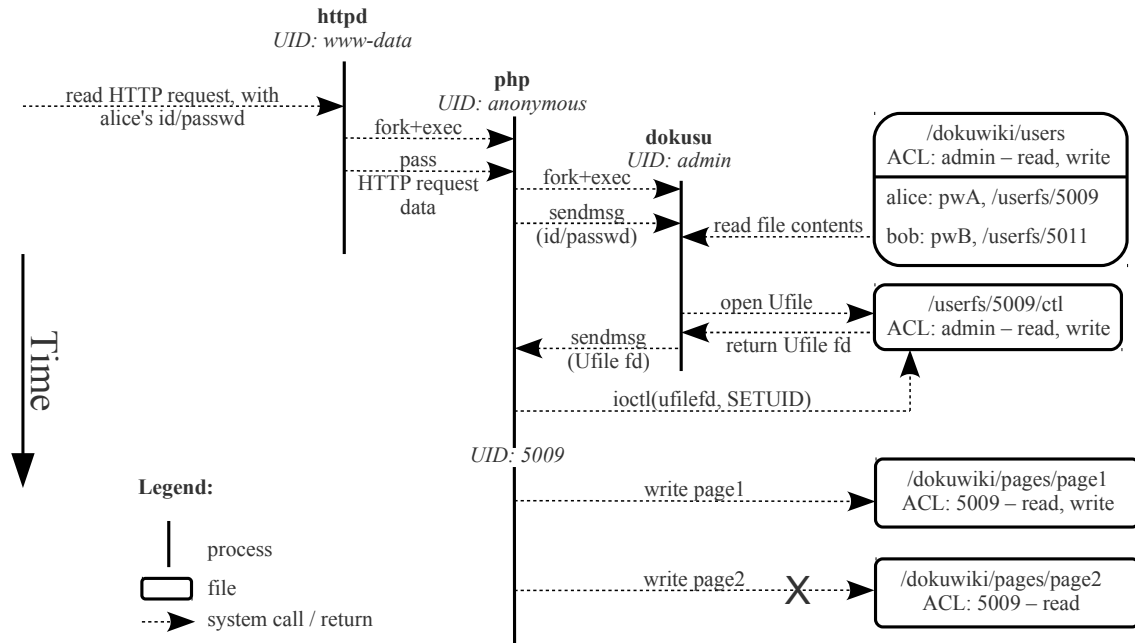 httpd
UID: www-data
php
UID: anonymous
read HTTP request, with
alice's id/passwd
fork+exec
dokusu
UID: admin
/dokuwiki/users
ACL: admin – read, write
pass
HTTP request
data
fork+exec
alice: pwA, /userfs/5009
sendmsg
(id/passwd)
read file contents
bob: pwB, /userfs/5011
open Ufile
/userfs/5009/ctl
ACL: admin – read, write
return Ufile fd
sendmsg
(Ufile fd)
Time
ioctl(ufilefd, SETUID)
UID: 5009
Legend:
write page1
/dokuwiki/pages/page1
ACL: 5009 – read, write
process
file
system call / return
write page2
X
/dokuwiki/pages/page2
ACL: 5009 – read